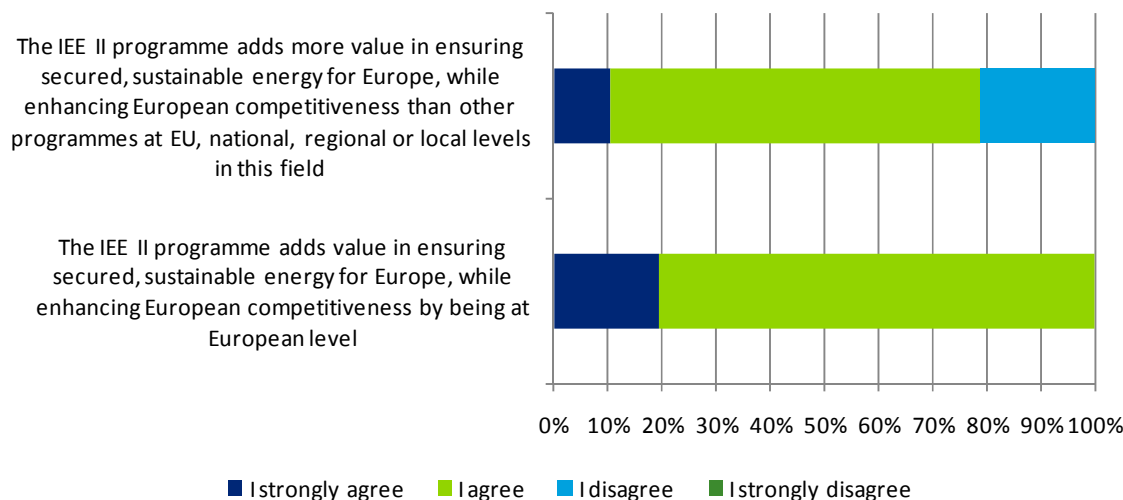 The IEE II programme adds more value in ensuring
secured, sustainable energy for Europe, while
enhancing European competitiveness than other
programmes at EU, national, regional or local levels
in this field
The IEE II programme adds value in ensuring
secured, sustainable energy for Europe, while
enhancing European competitiveness by being at
European level
0% 10% 20% 30% 40% 50% 60% 70% 80% 90% 100%
I strongly agree I agree I disagree I strongly disagree